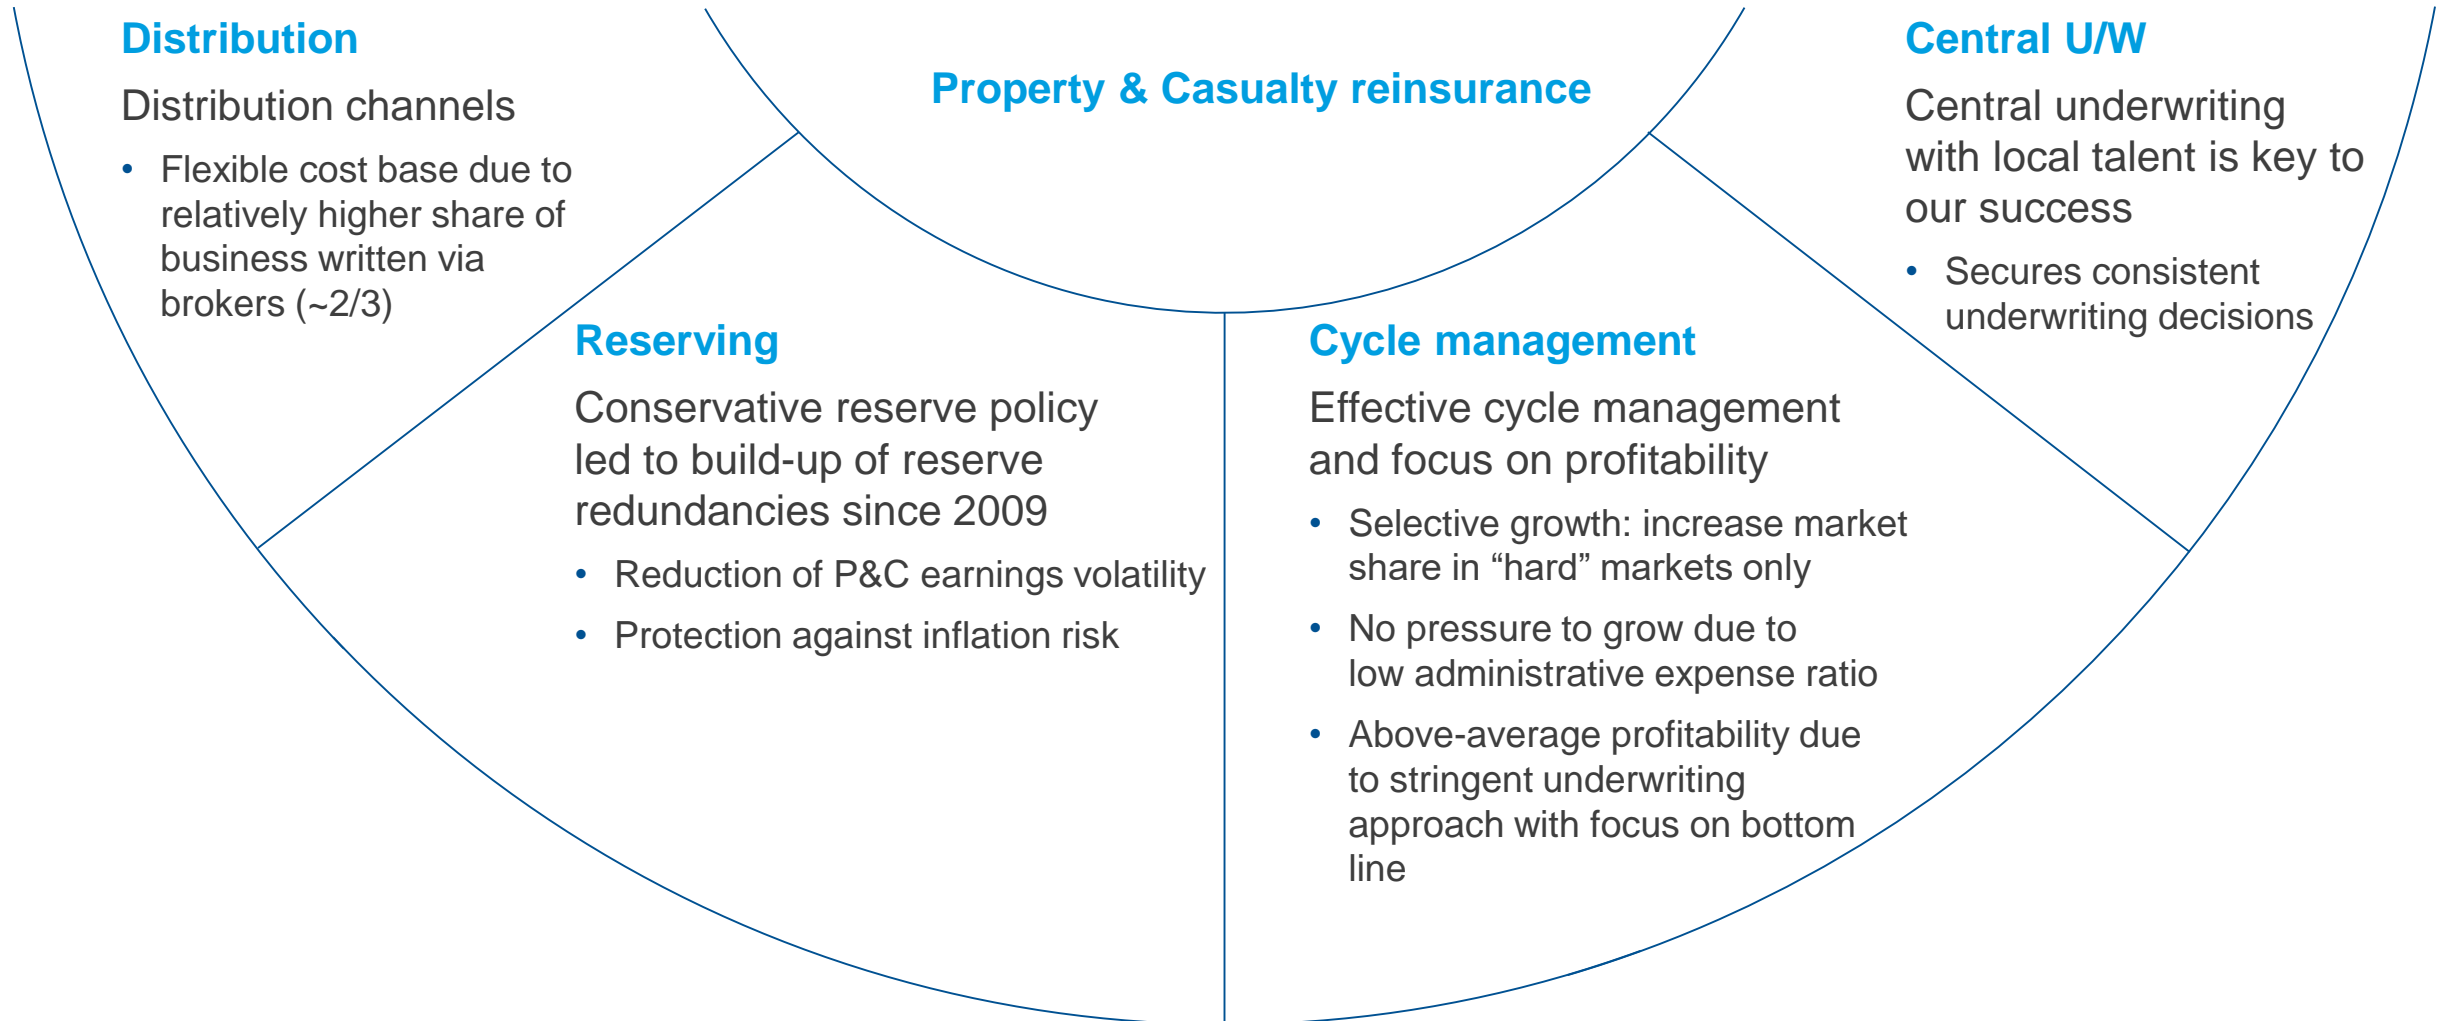 Distribution
Distribution channels
• Flexible cost base due to
relatively higher share of
business written via
brokers (~2/3)
Property & Casualty reinsurance
Central U/W
Central underwriting
with local talent is key to
our success
• Secures consistent
underwriting decisions
Reserving
Conservative reserve policy
led to build-up of reserve
redundancies since 2009
• Reduction of P&C earnings volatility
• Protection against inflation risk
Cycle management
Effective cycle management
and focus on profitability
• Selective growth: increase market
share in “hard” markets only
• No pressure to grow due to
low administrative expense ratio
• Above-average profitability due
to stringent underwriting
approach with focus on bottom
line